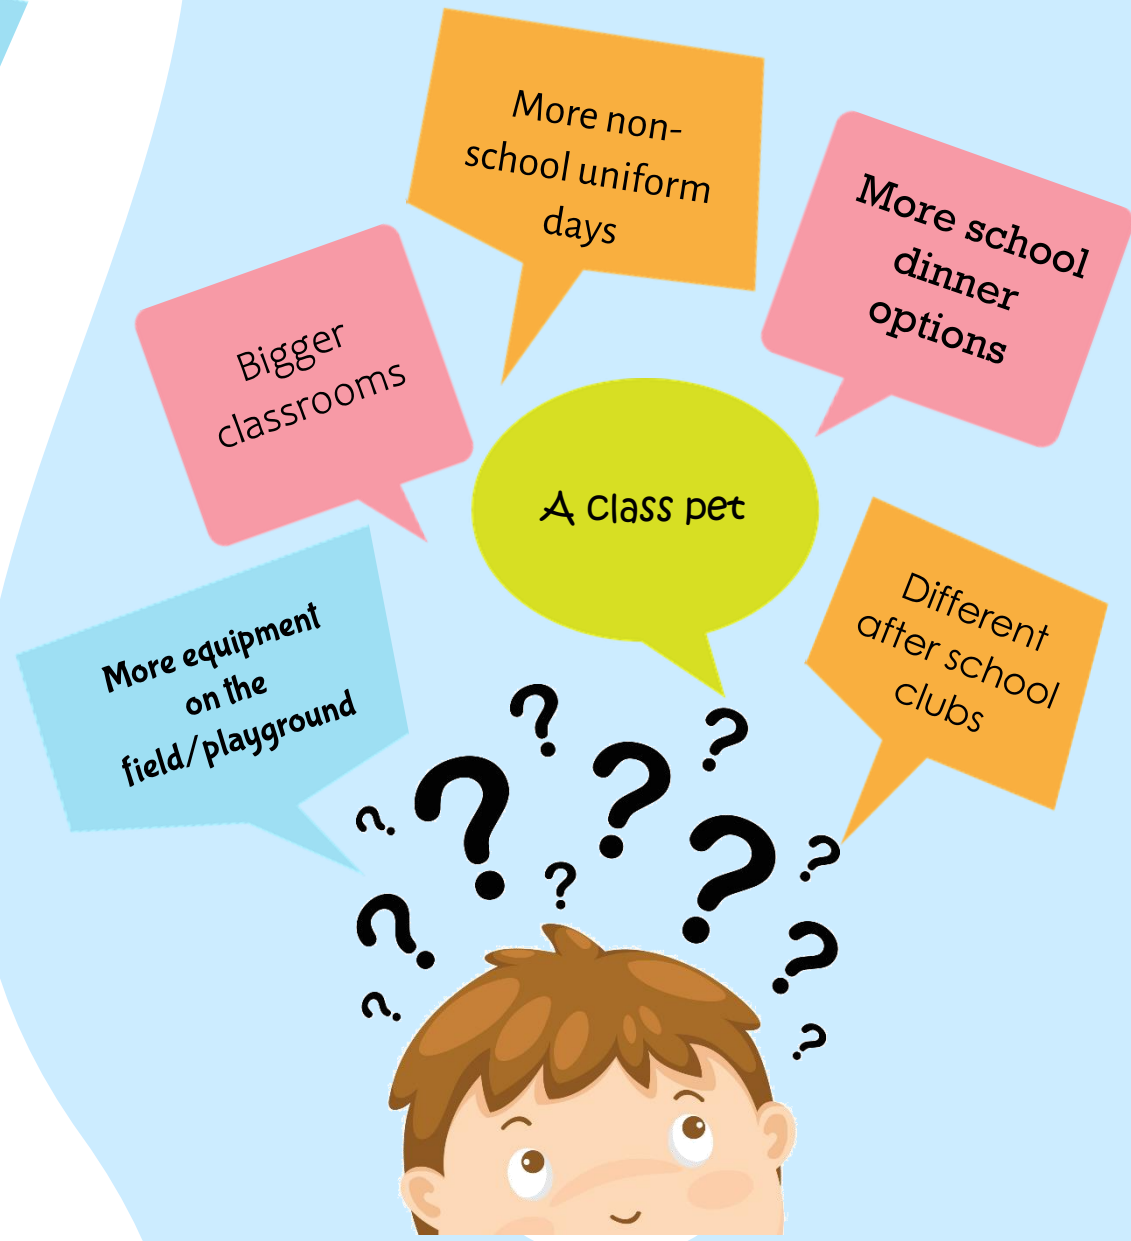 More non-
school uniform
days
More school
dinner
options
Bigger
classrooms
A class pet
Different
after school
clubs
More equipment
on the
field/playground
? ? ? ? ? ? ? ? ? ? ? ? ?